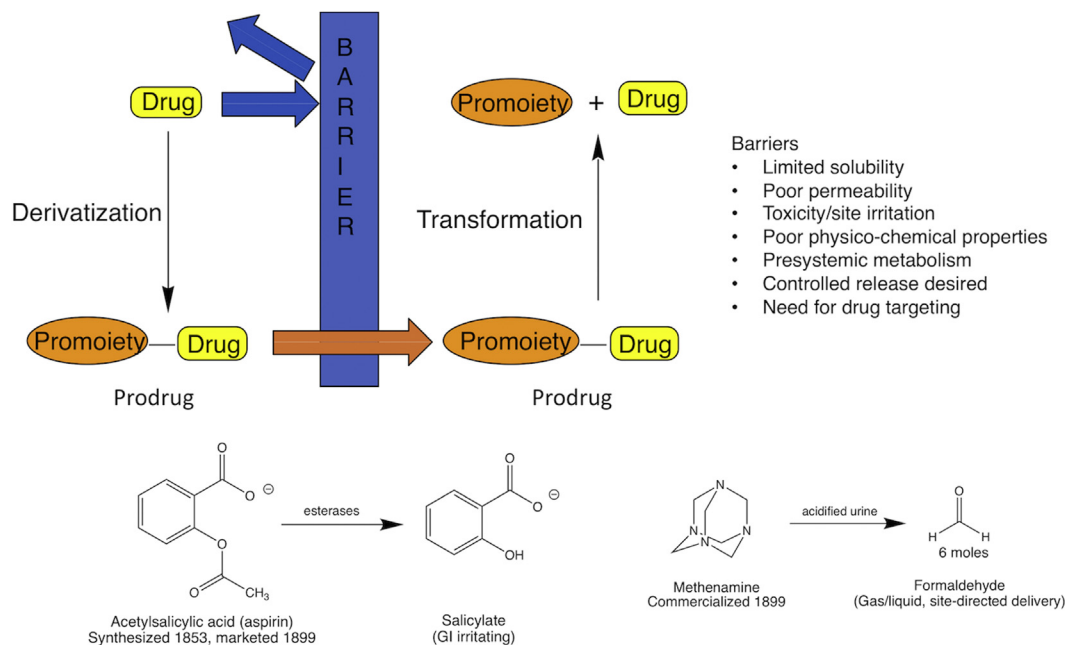 Drug
B
A
R
R
I
E
R
Promoiety + Drug
Derivatization
Transformation
Promoiety Drug
Prodrug
Promoiety Drug
Prodrug
Barriers
• Limited solubility
• Poor permeability
• Toxicity/site irritation
• Poor physico-chemical properties
• Presystemic metabolism
• Controlled release desired
• Need for drug targeting
O
O ⊖
O
O
CH3
Acetylsalicylic acid (aspirin)
Synthesized 1853, marketed 1899
esterases
O
O ⊖
OH
Salicylate
(GI irritating)
N
N
N
N
Methenamine
Commercialized 1899
acidified urine
O
H H
6 moles
Formaldehyde
(Gas/liquid, site-directed delivery)